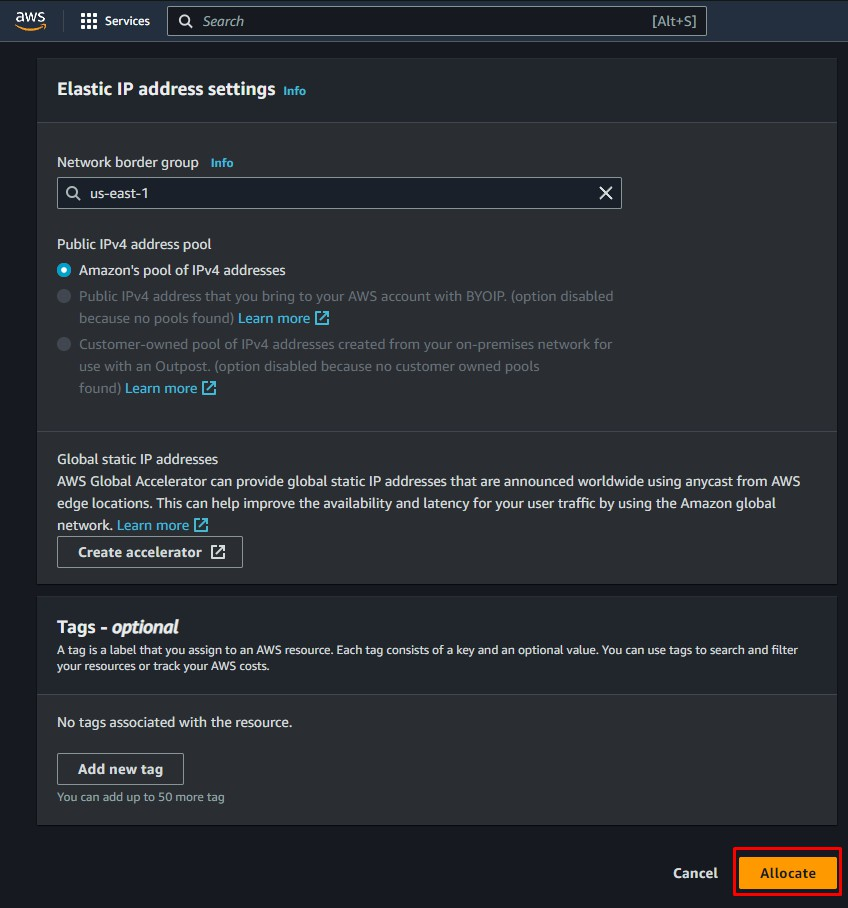 aws
Services
Search
[Alt+S]
Elastic IP address settings Info
Network border group Info
us-east-1
Public IPv4 address pool
Amazon's pool of IPv4 addresses
Public IPv4 address that you bring to your AWS account with BYOIP. (option disabled
because no pools found) Learn more
Customer-owned pool of IPv4 addresses created from your on-premises network for
use with an Outpost. (option disabled because no customer owned pools
found) Learn more
Global static IP addresses
AWS Global Accelerator can provide global static IP addresses that are announced worldwide using anycast from AWS
edge locations. This can help improve the availability and latency for your user traffic by using the Amazon global
network. Learn more
Create accelerator
Tags - optional
A tag is a label that you assign to an AWS resource. Each tag consists of a key and an optional value. You can use tags to search and filter
your resources or track your AWS costs.
No tags associated with the resource.
Add new tag
You can add up to 50 more tag
Cancel
Allocate